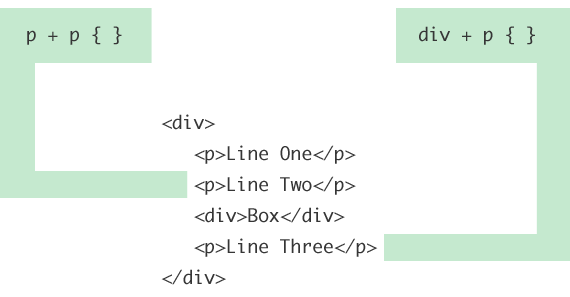 p + p { }
div + p { }
<div>
<p>Line One</p>
<p>Line Two</p>
<div>Box</div>
<p>Line Three</p>
</div>